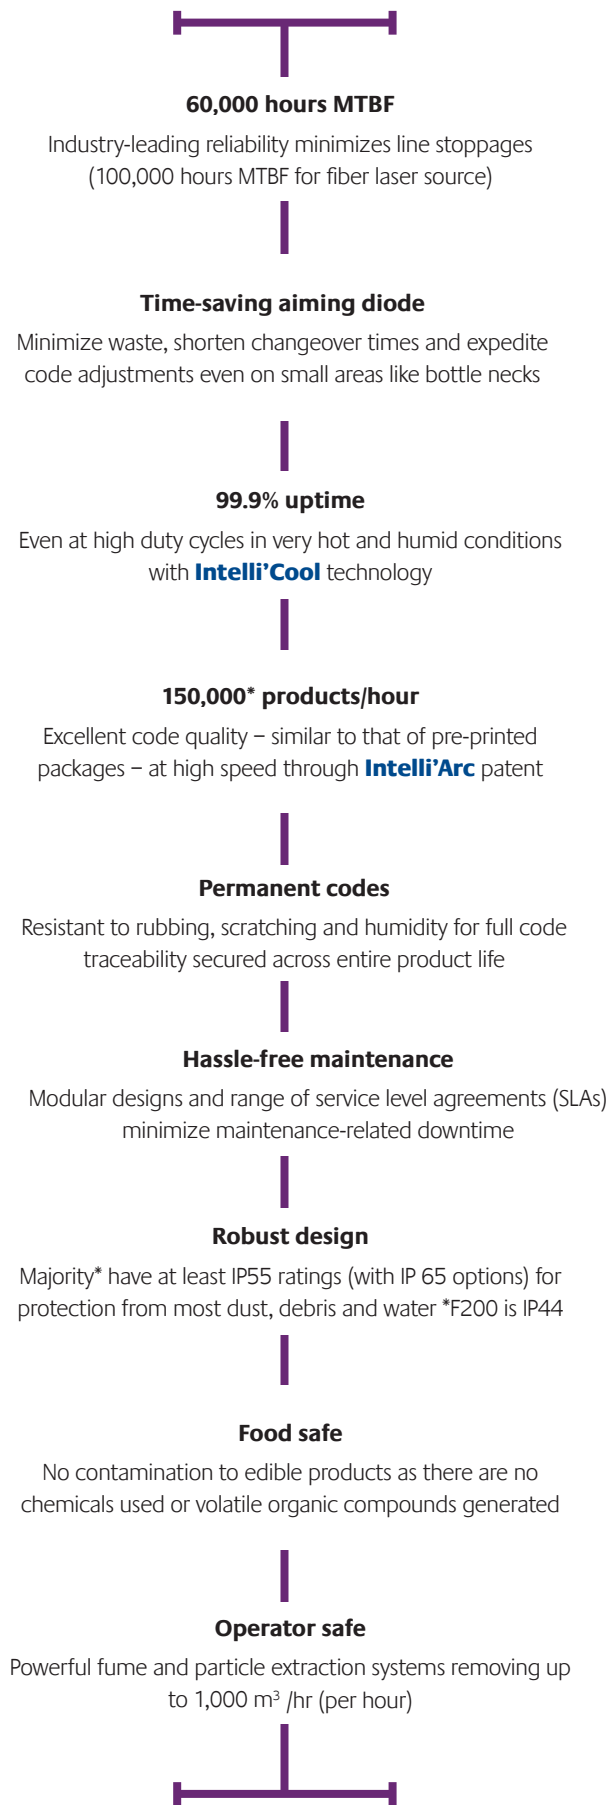 60,000 hours MTBF
Industry-leading reliability minimizes line stoppages
(100,000 hours MTBF for fiber laser source)
Time-saving aiming diode
Minimize waste, shorten changeover times and expedite
code adjustments even on small areas like bottle necks
99.9% uptime
Even at high duty cycles in very hot and humid conditions
with Intelli’Cool technology
150,000* products/hour
Excellent code quality – similar to that of pre-printed
packages – at high speed through Intelli’Arc patent
Permanent codes
Resistant to rubbing, scratching and humidity for full code
traceability secured across entire product life
Hassle-free maintenance
Modular designs and range of service level agreements (SLAs)
minimize maintenance-related downtime
Robust design
Majority* have at least IP55 ratings (with IP 65 options) for
protection from most dust, debris and water *F200 is IP44
Food safe
No contamination to edible products as there are no
chemicals used or volatile organic compounds generated
Operator safe
Powerful fume and particle extraction systems removing up
to 1,000 m³ /hr (per hour)